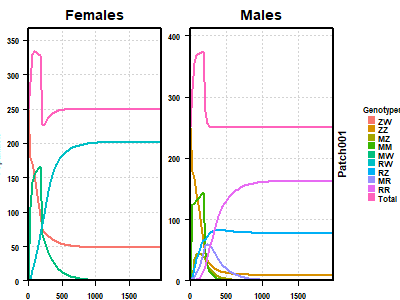 Females
Males
350
300
250
200
150
100
50
0
0
500
1000
1500
400
300
200
100
0
0
500
1000
1500
Patch001
Genotypes
ZW
ZZ
MZ
MM
MW
RW
RZ
MR
RR
Total